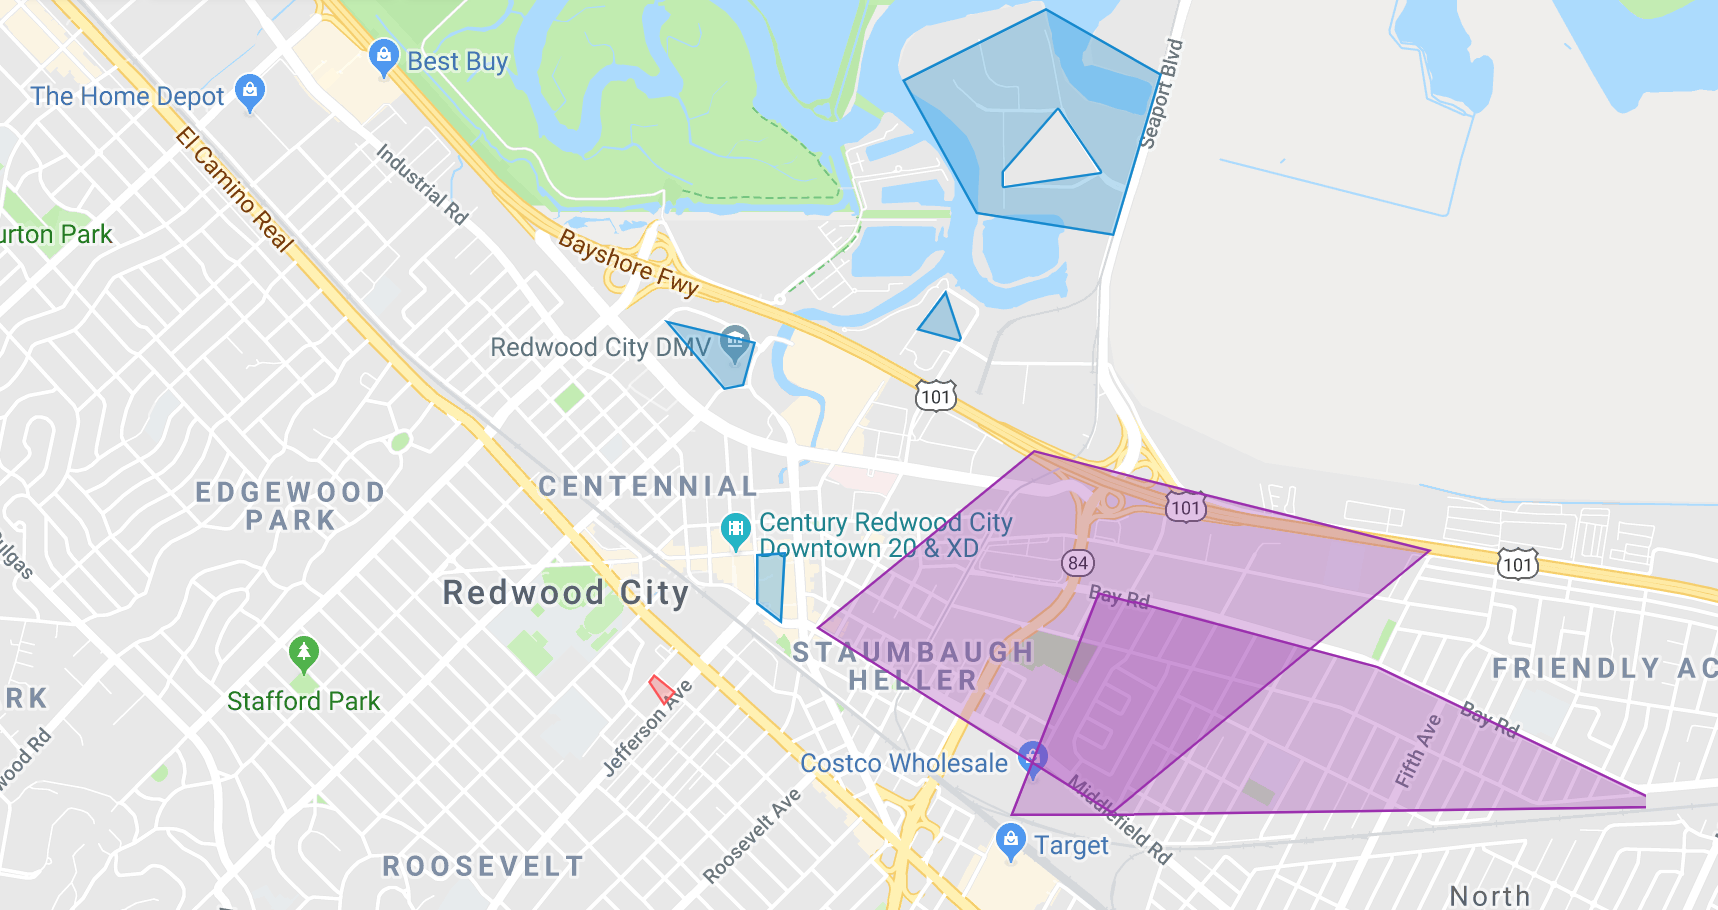 Best Buy
The Home Depot
El Camino Real
Industrial Rd
Seaport Blvd
urton Park
Bayshore Fwy
Redwood City DMV
101
EDGEWOOD
PARK
CENTENNIAL
101
Century Redwood City
Downtown 20 & XD
84
101
ulgas
Redwood City
Bay Rd
STAUMBAUGH
HELLER
FRIENDLY AC
Stafford Park
RK
Jefferson Ave
Bay Rd
Fifth Ave
wood Rd
Costco Wholesale
Middlefield Rd
Roosevelt Ave
Target
ROOSEVELT
North